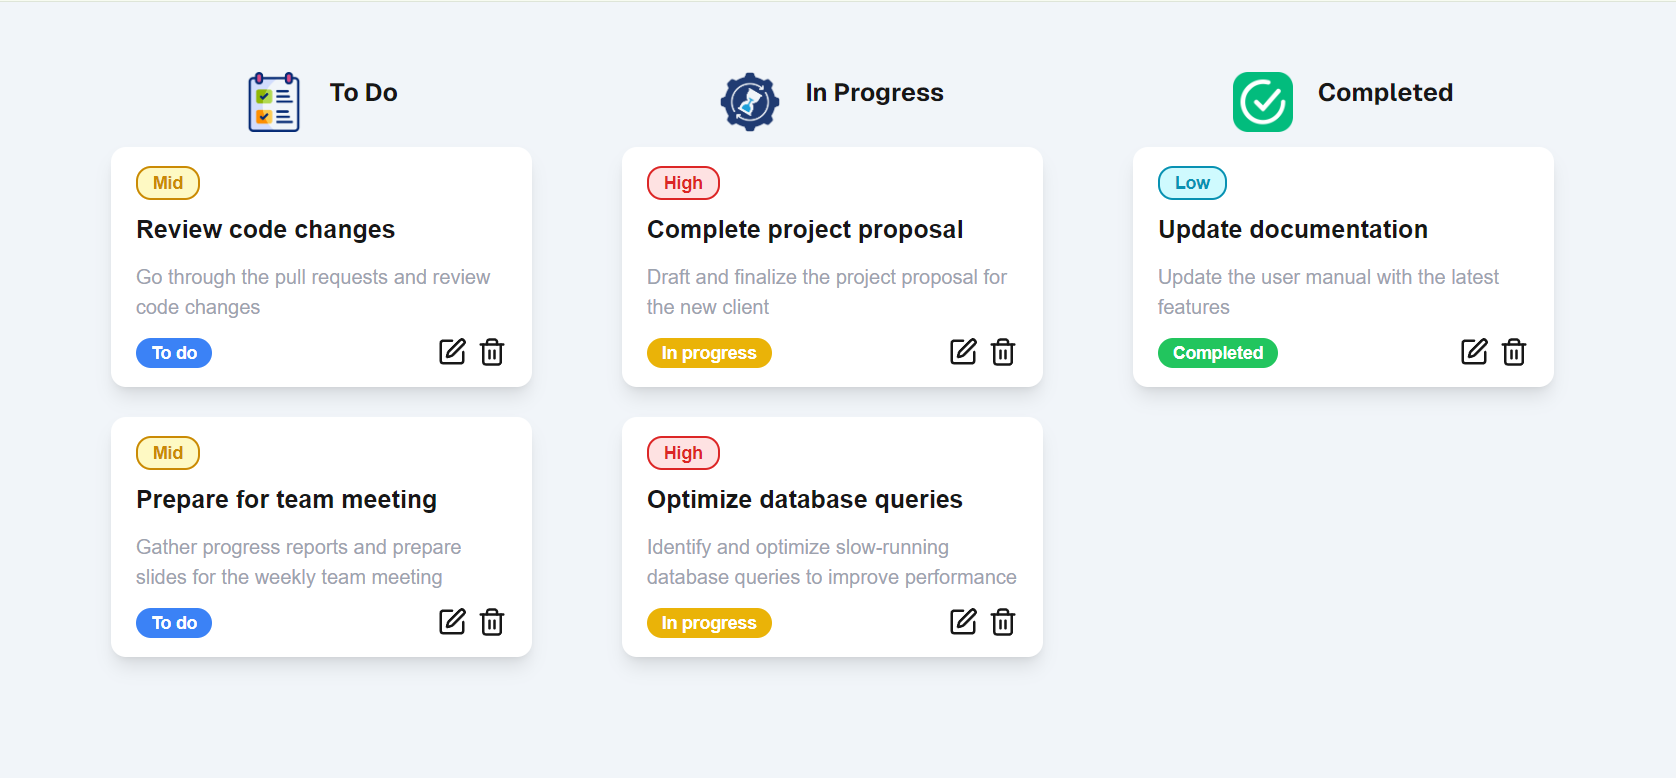 To Do
Mid
Review code changes
Go through the pull requests and review
code changes
To do
Mid
Prepare for team meeting
Gather progress reports and prepare
slides for the weekly team meeting
To do
In Progress
High
Complete project proposal
Draft and finalize the project proposal for
the new client
In progress
High
Optimize database queries
Identify and optimize slow-running
database queries to improve performance
In progress
Completed
Low
Update documentation
Update the user manual with the latest
features
Completed